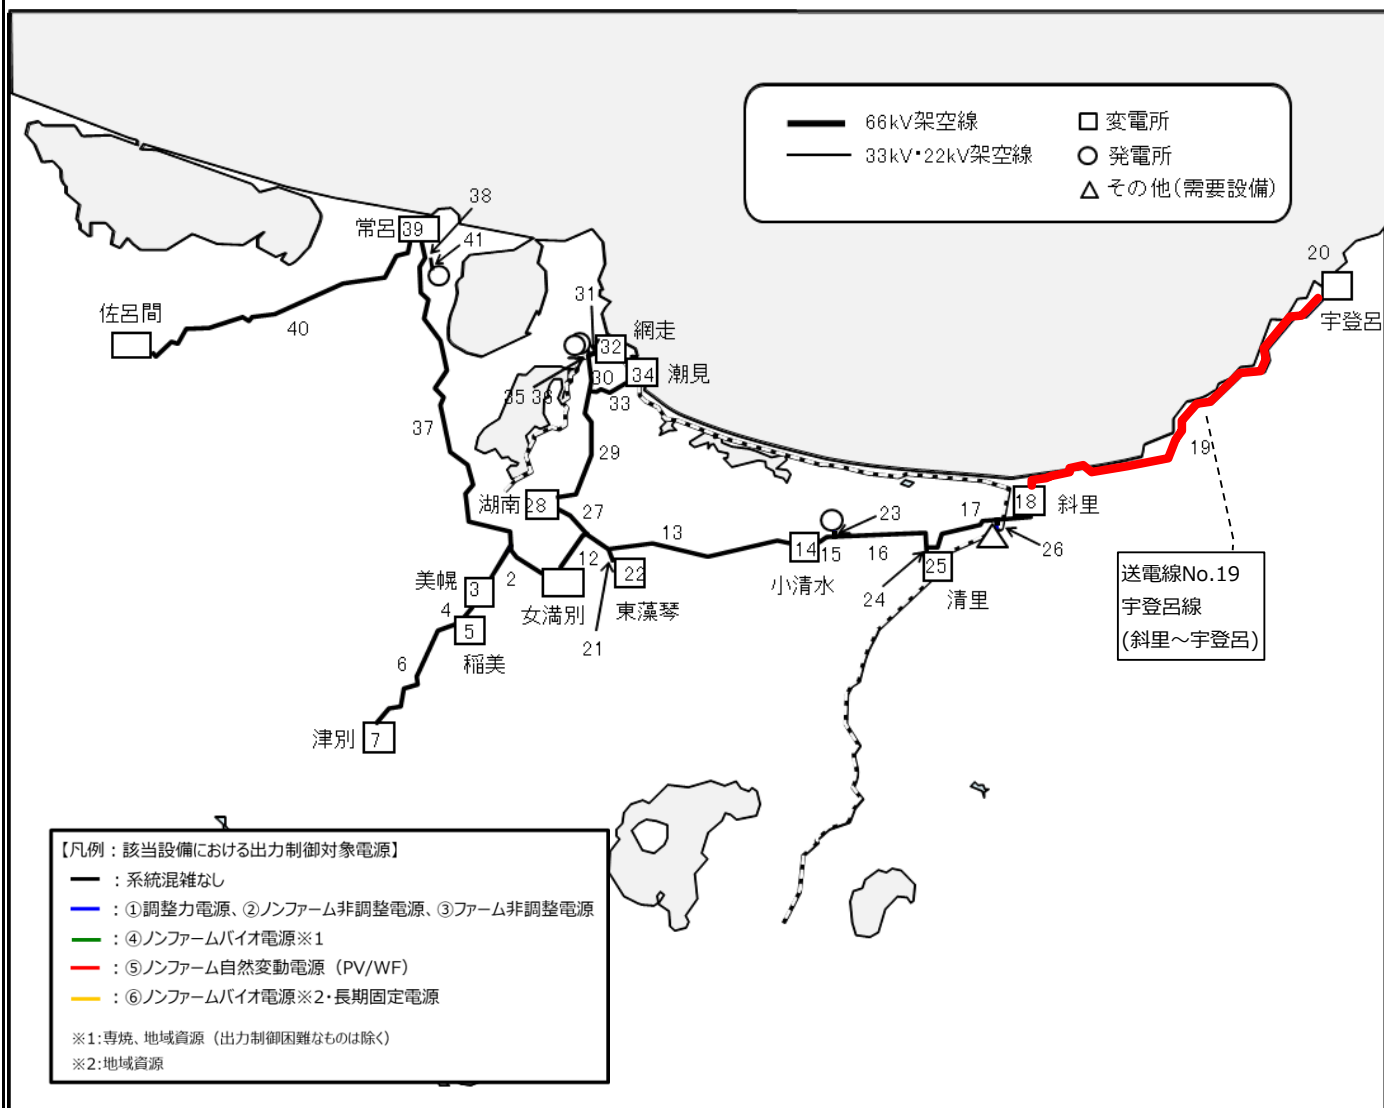 66kV架空線
33kV・22kV架空線
変電所
発電所
その他(需要設備)
38
常呂
39
41
20
宇登呂
佐呂間
40
31
網走
32
潮見
34
30
35
36
33
37
29
19
湖南
28
27
13
23
17
18
斜里
14
15
16
26
12
2
美幌
3
女満別
22
東藻琴
小清水
24
25
清里
4
5
稲美
21
6
津別
7
送電線No.19
宇登呂線
(斜里～宇登呂)
【凡例：該当設備における出力制御対象電源】
：系統混雑なし
：①調整力電源、②ノンファーム非調整電源、③ファーム非調整電源
：④ノンファームバイオ電源※1
：⑤ノンファーム自然変動電源（PV/WF）
：⑥ノンファームバイオ電源※2・長期固定電源
※1:専焼、地域資源（出力制御困難なものは除く）
※2:地域資源